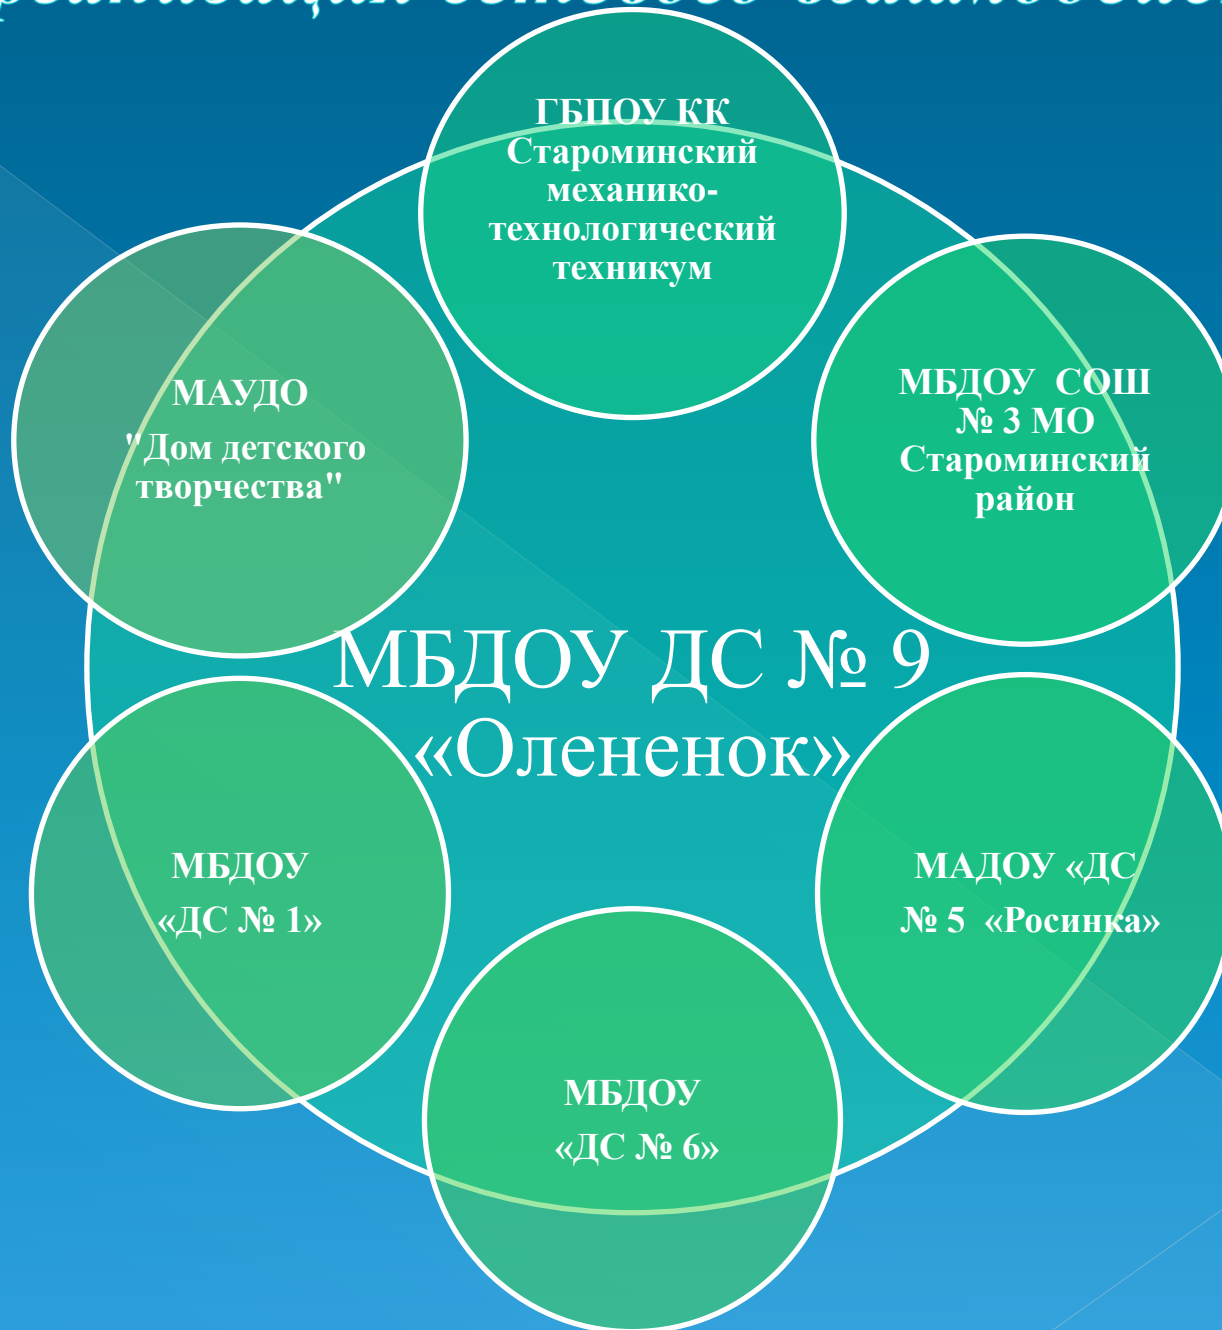 ГБПОУ КК
Староминский
механико-
технологический
техникум
МАУДО
"Дом детского
творчества"
МБДОУ СОШ
№ 3 МО
Староминский
район
МБДОУ ДС № 9
«Олененок»
МБДОУ
«ДС № 1»
МАДОУ «ДС
№ 5 «Росинка»
МБДОУ
«ДС № 6»